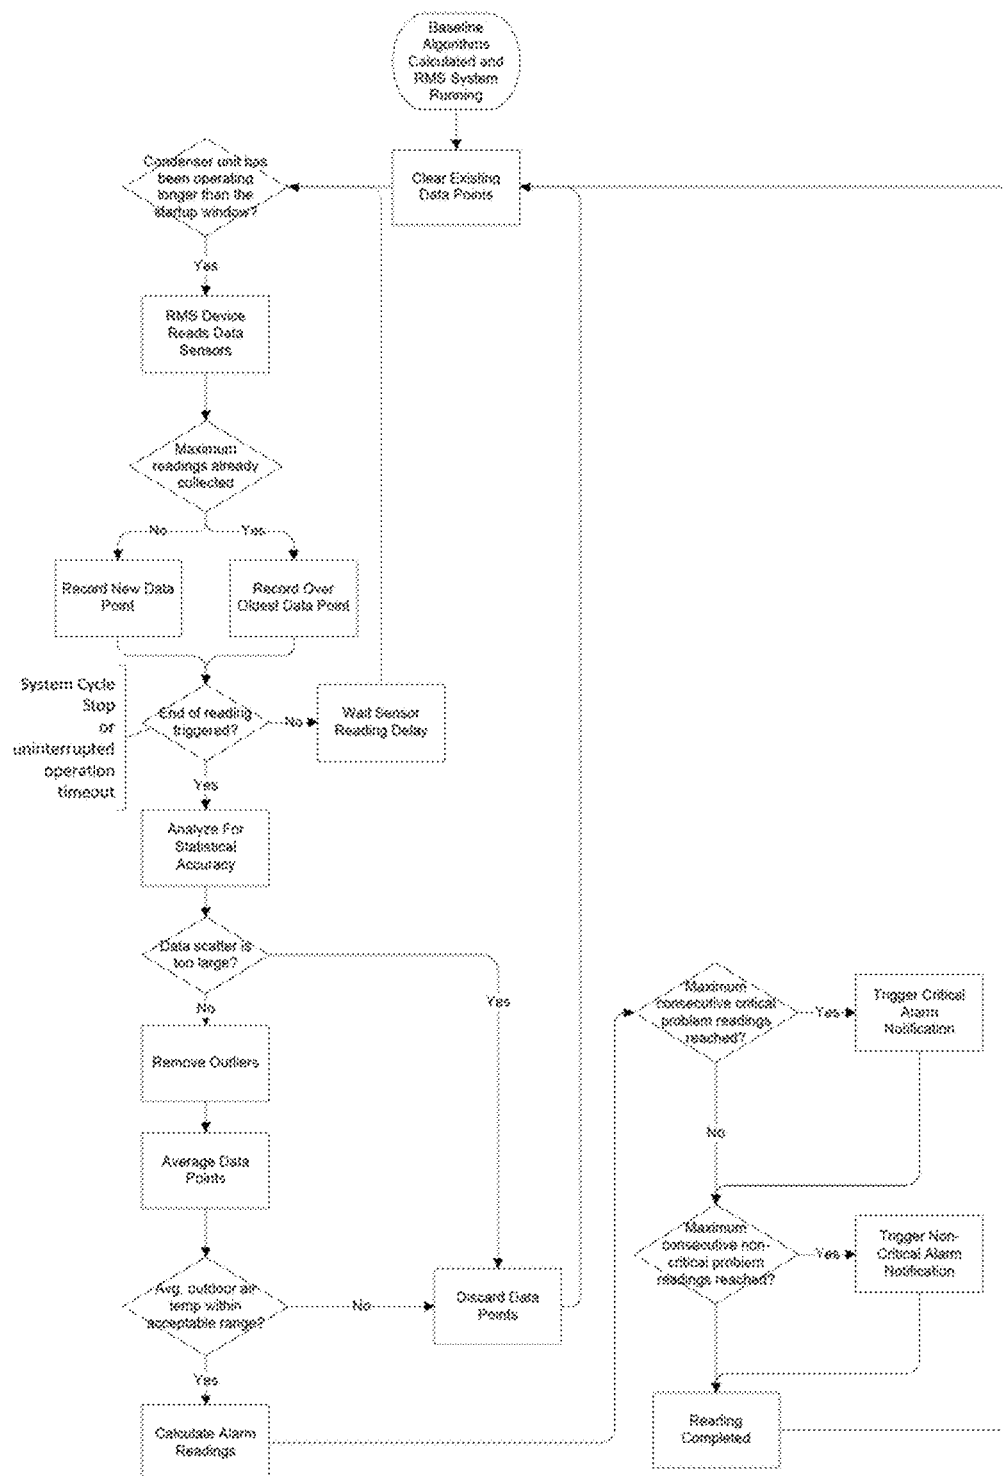 Baseline
Algorithms
Calculated and
RMS System
Running
Clear Existing
Data Points
Condenser unit has
been operating
longer than the
startup window?
Yes
RMS Device
Reads Data
Sensors
Maximum
readings already
collected
No
Yes
Record New Data
Point
Record Over
Oldest Data Point
System Cycle
Stop
or
uninterrupted
operation
timeout
End of reading
triggered?
No
Wait Sensor
Reading Delay
Yes
Analyze For
Statistical
Accuracy
Data scatter is
too large?
Yes
No
Remove Outliers
Average Data
Points
Avg. outdoor air
temp within
acceptable range?
No
Discard Data
Points
Yes
Calculate Alarm
Readings
Maximum
consecutive critical
problem readings
reached?
Yes
Trigger Critical
Alarm
Notification
No
Maximum
consecutive non-
critical problem
readings reached?
Yes
Trigger Non-
Critical Alarm
Notification
Reading
Completed